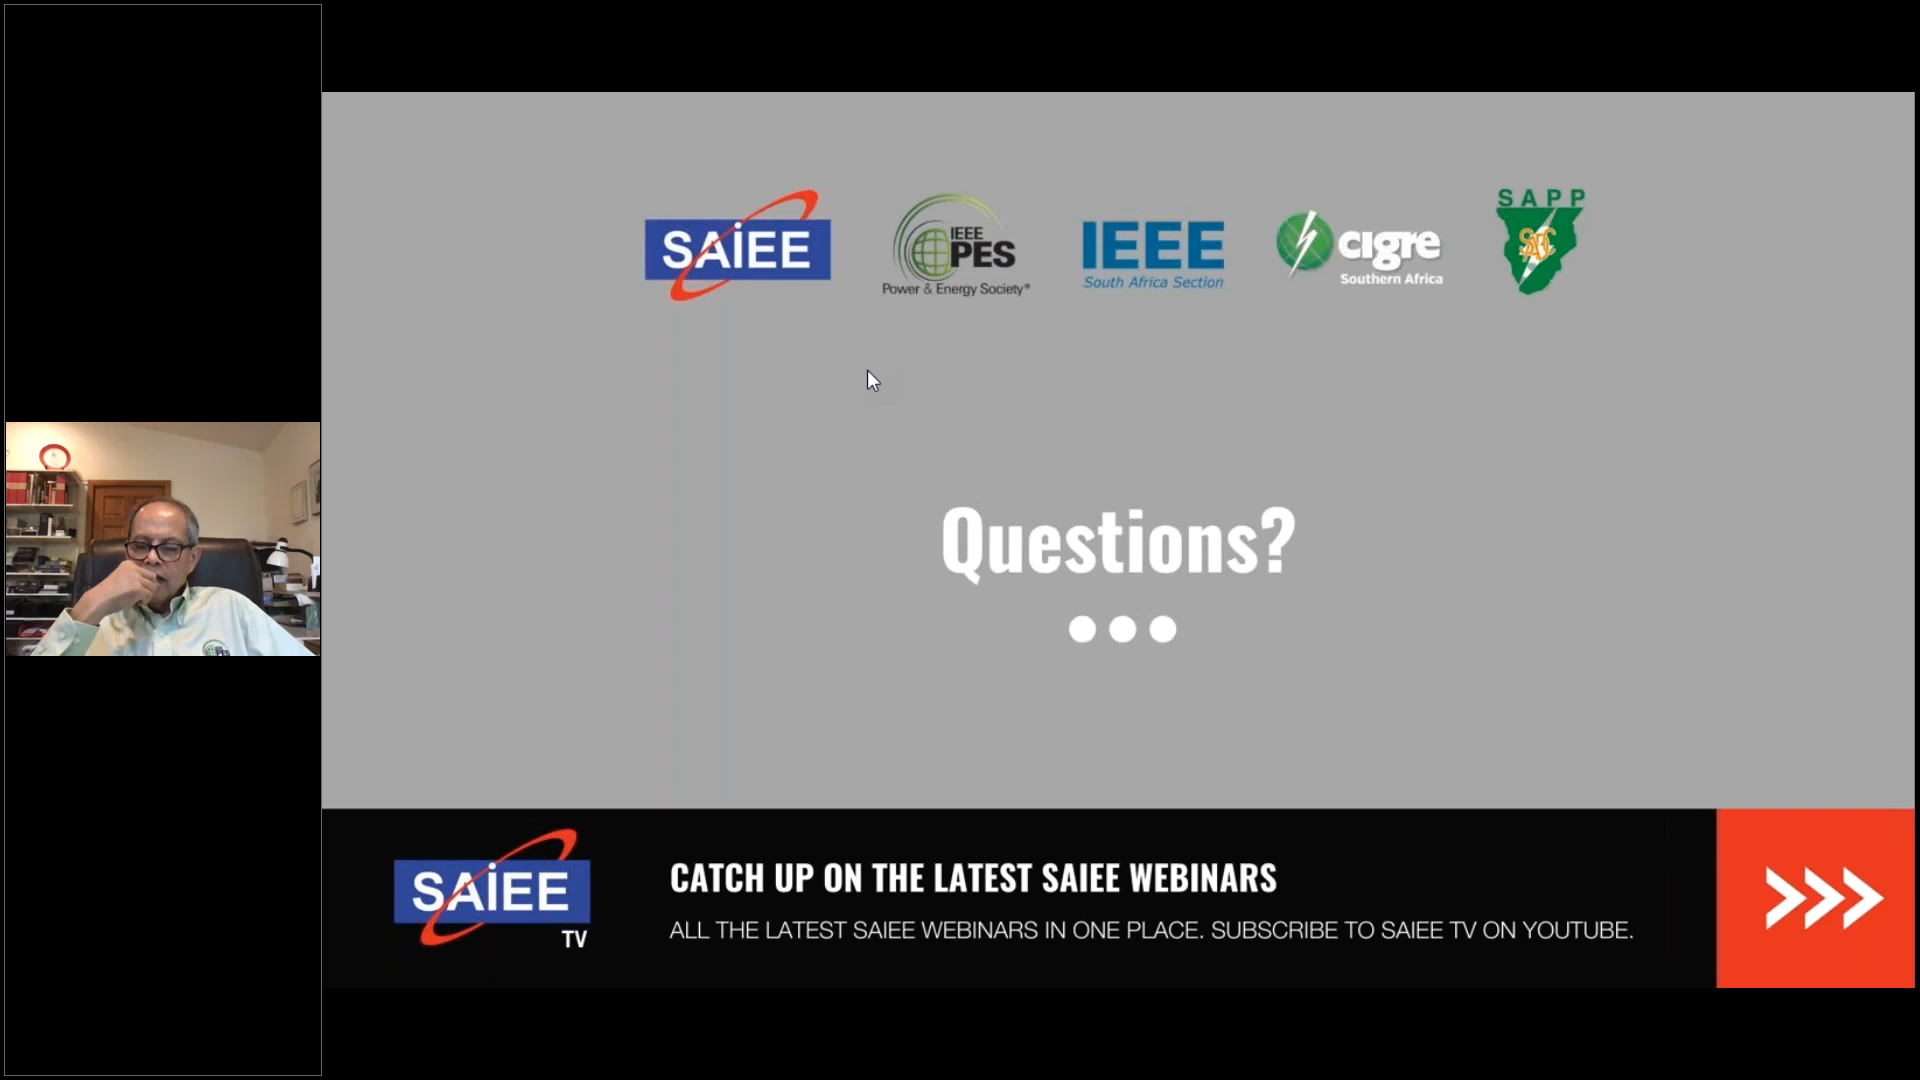 SAiEE
IEEE
PES
Power & Energy Society®
IEEE
South Africa Section
cigre
Southern Africa
SAPP
SADC
Questions?
SAiEE
TV
CATCH UP ON THE LATEST SAIEE WEBINARS
ALL THE LATEST SAIEE WEBINARS IN ONE PLACE. SUBSCRIBE TO SAIEE TV ON YOUTUBE.
PES